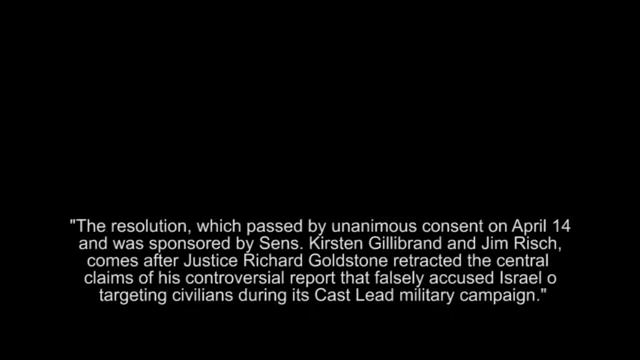 "The resolution, which passed by unanimous consent on April 14
and was sponsored by Sens. Kirsten Gillibrand and Jim Risch,
comes after Justice Richard Goldstone retracted the central
claims of his controversial report that falsely accused Israel o
targeting civilians during its Cast Lead military campaign."